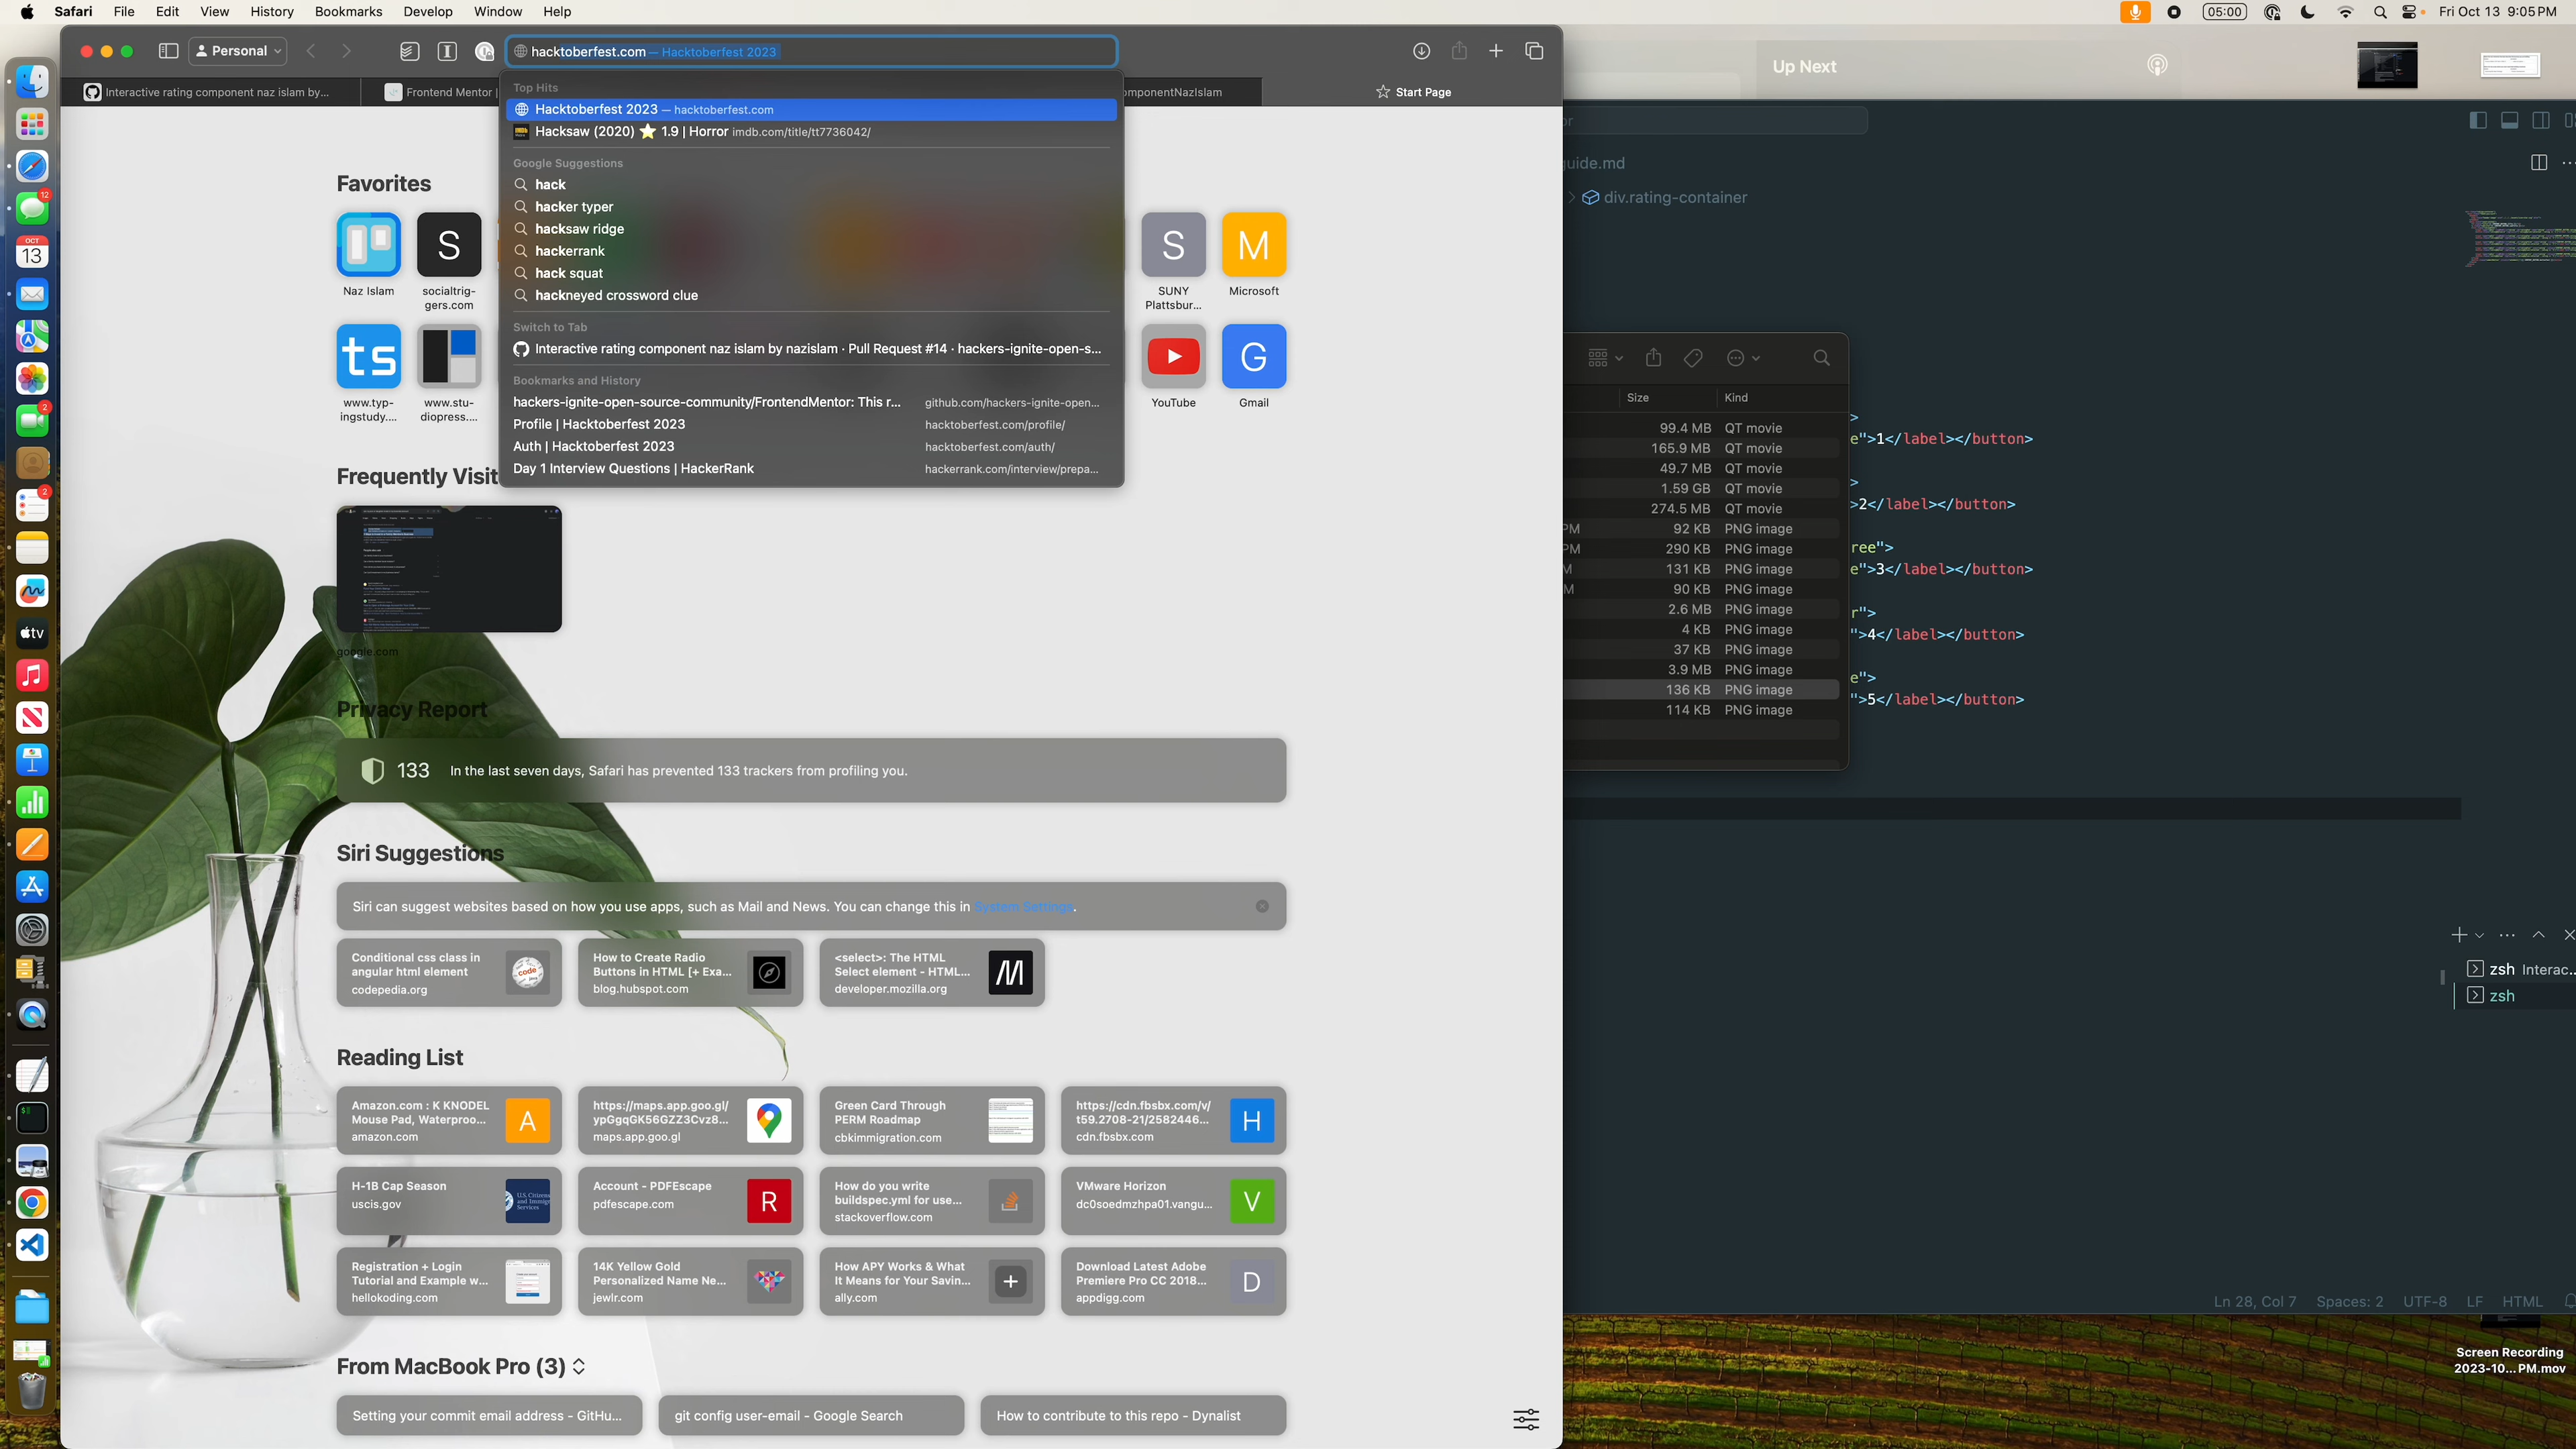 Safari File Edit View History Bookmarks Develop Window Help
05:00 Fri Oct 13 9:05 PM
Personal
hacktoberfest.com — Hacktoberfest 2023
Interactive rating component naz islam by...
Frontend Mentor |
omponentNazIslam
Start Page
Top Hits
Hacktoberfest 2023 — hacktoberfest.com
Hacksaw (2020) ⭐ 1.9 | Horror imdb.com/title/tt7736042/
Google Suggestions
hack
hacker typer
hacksaw ridge
hackerrank
hack squat
hackneyed crossword clue
Switch to Tab
Interactive rating component naz islam by nazislam · Pull Request #14 · hackers-ignite-open-s...
Bookmarks and History
hackers-ignite-open-source-community/FrontendMentor: This r... github.com/hackers-ignite-open...
Profile | Hacktoberfest 2023 hacktoberfest.com/profile/
Auth | Hacktoberfest 2023 hacktoberfest.com/auth/
Day 1 Interview Questions | HackerRank hackerrank.com/interview/prepa...
Favorites
S
S
M
Naz Islam
socialtrig-
gers.com
SUNY
Plattsbur...
Microsoft
ts
G
www.typ-
ingstudy....
www.stu-
diopress....
YouTube
Gmail
Frequently Visit
google.com
Privacy Report
133 In the last seven days, Safari has prevented 133 trackers from profiling you.
Siri Suggestions
Siri can suggest websites based on how you use apps, such as Mail and News. You can change this in System Settings.
Conditional css class in
angular html element
codepedia.org
code
How to Create Radio
Buttons in HTML [+ Exa...
blog.hubspot.com
<select>: The HTML
Select element - HTML...
developer.mozilla.org
Reading List
Amazon.com : K KNODEL
Mouse Pad, Waterproo...
amazon.com
A
https://maps.app.goo.gl/
ypGgqGK56GZZ3Cvz8...
maps.app.goo.gl
Green Card Through
PERM Roadmap
cbkimmigration.com
https://cdn.fbsbx.com/v/
t59.2708-21/2582446...
cdn.fbsbx.com
H
H-1B Cap Season
uscis.gov
Account - PDFEscape
pdfescape.com
R
How do you write
buildspec.yml for use...
stackoverflow.com
VMware Horizon
dc0soedmzhpa01.vangu...
V
Registration + Login
Tutorial and Example w...
hellokoding.com
14K Yellow Gold
Personalized Name Ne...
jewlr.com
How APY Works & What
It Means for Your Savin...
ally.com
Download Latest Adobe
Premiere Pro CC 2018...
appdigg.com
D
From MacBook Pro (3)
Setting your commit email address - GitHu...
git config user-email - Google Search
How to contribute to this repo - Dynalist
12
OCT
13
2
2
tv
Up Next
or
guide.md
div.rating-container
Size Kind
99.4 MB QT movie
165.9 MB QT movie
49.7 MB QT movie
1.59 GB QT movie
274.5 MB QT movie
PM 92 KB PNG image
PM 290 KB PNG image
M 131 KB PNG image
M 90 KB PNG image
2.6 MB PNG image
4 KB PNG image
37 KB PNG image
3.9 MB PNG image
136 KB PNG image
114 KB PNG image
>
e">1</label></button>
>
>2</label></button>
ree">
e">3</label></button>
r">
">4</label></button>
e">
">5</label></button>
zsh Interac...
zsh
Ln 28, Col 7 Spaces: 2 UTF-8 LF HTML
Screen Recording
2023-10...PM.mov